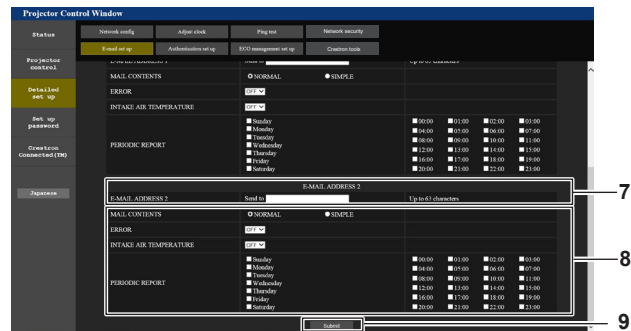 Projector Control Window
Status
Network config Adjust clock Ping test Network security
E-mail set up Authentication set up ECO management set up Crestron tools
Projector control
Detailed set up
Set up password
Crestron Connected(TM)
Japanese
E-MAIL ADDRESS 1 Send to Up to 63 characters
MAIL CONTENTS NORMAL SIMPLE
ERROR OFF
INTAKE AIR TEMPERATURE OFF
PERIODIC REPORT
Sunday 00:00 01:00 02:00 03:00
Monday 04:00 05:00 06:00 07:00
Tuesday 08:00 09:00 10:00 11:00
Wednesday 12:00 13:00 14:00 15:00
Thursday 16:00 17:00 18:00 19:00
Friday 20:00 21:00 22:00 23:00
Saturday
E-MAIL ADDRESS 2
E-MAIL ADDRESS 2 Send to Up to 63 characters
7
MAIL CONTENTS NORMAL SIMPLE
ERROR OFF
INTAKE AIR TEMPERATURE OFF
8
PERIODIC REPORT
Sunday 00:00 01:00 02:00 03:00
Monday 04:00 05:00 06:00 07:00
Tuesday 08:00 09:00 10:00 11:00
Wednesday 12:00 13:00 14:00 15:00
Thursday 16:00 17:00 18:00 19:00
Friday 20:00 21:00 22:00 23:00
Saturday
Submit
9